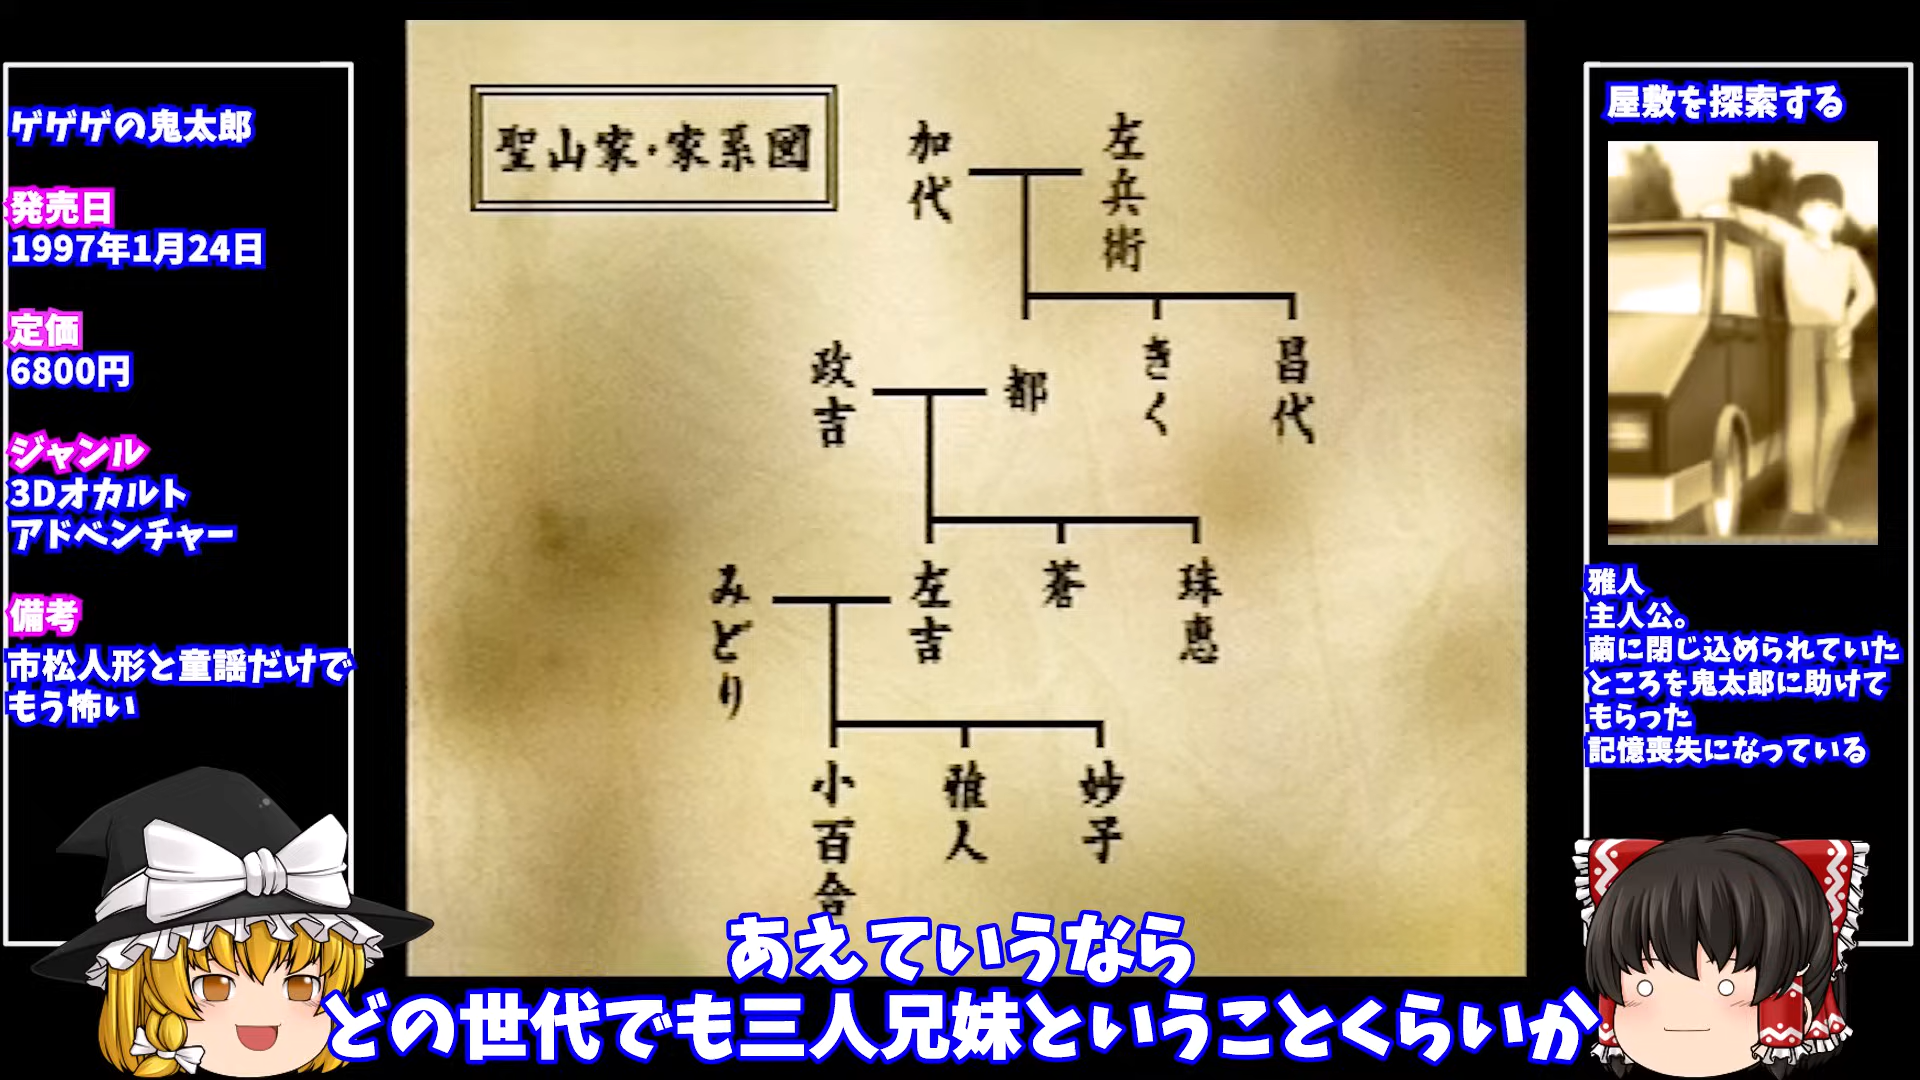 ゲゲゲの鬼太郎
発売日
1997年1月24日
定価
6800円
ジャンル
3Dオカルト
アドベンチャー
備考
市松人形と童謡だけで
もう怖い
聖山家・家系図
加代
左兵衛
政吉
都
きく
昌代
みどり
左吉
蒼
珠恵
小百合
雅人
妙子
屋敷を探索する
雅人
主人公。
繭に閉じ込められていた
ところを鬼太郎に助けて
もらった
記憶喪失になっている
あえていうなら
どの世代でも三人兄妹ということくらいか